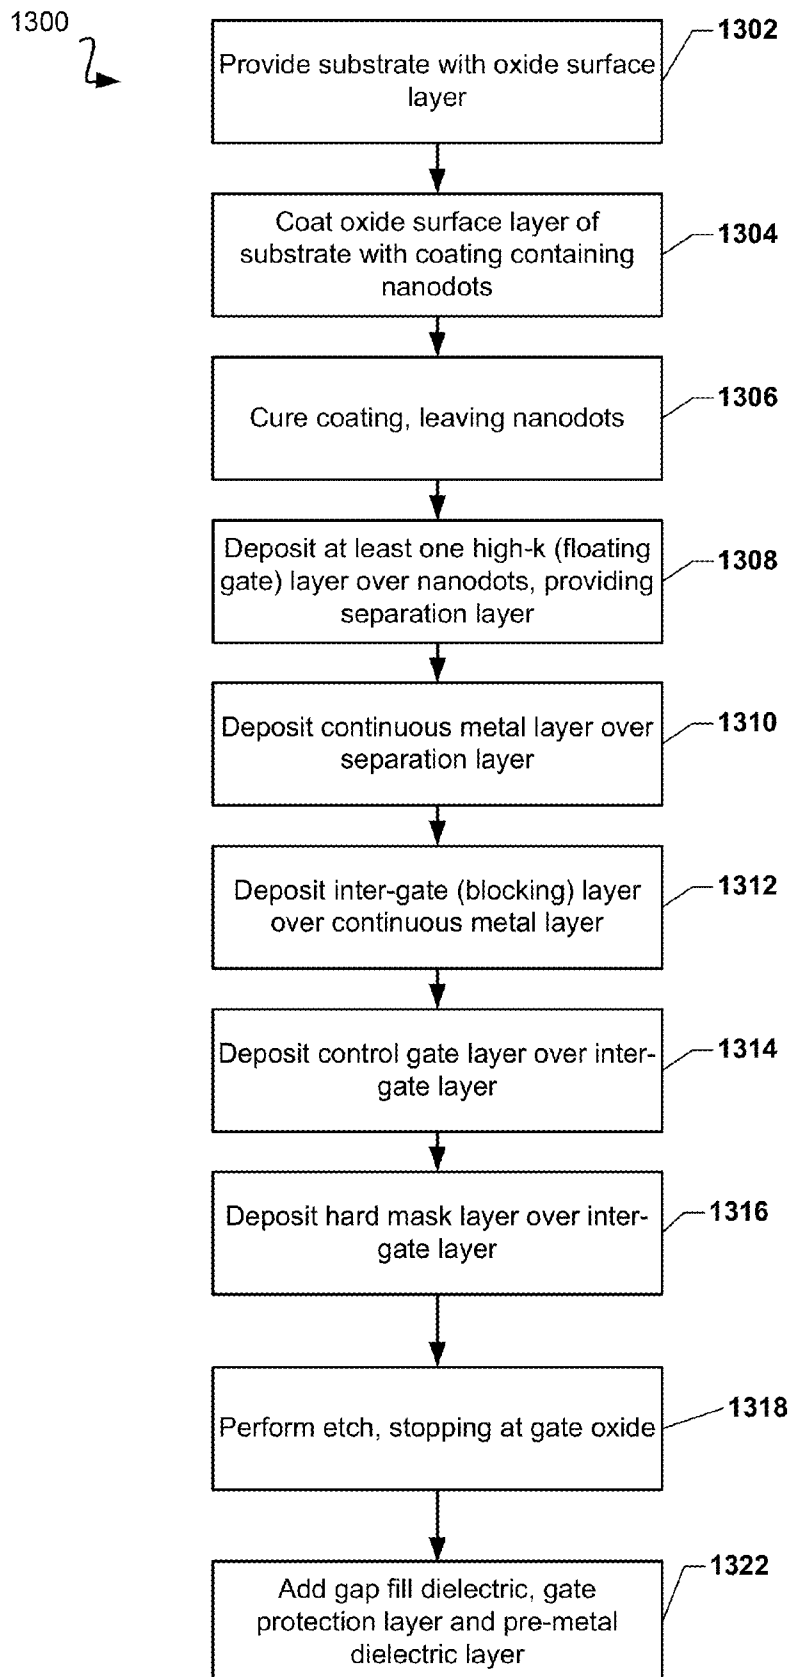 1300
1302
Provide substrate with oxide surface
layer
1304
Coat oxide surface layer of
substrate with coating containing
nanodots
1306
Cure coating, leaving nanodots
1308
Deposit at least one high-k (floating
gate) layer over nanodots, providing
separation layer
1310
Deposit continuous metal layer over
separation layer
1312
Deposit inter-gate (blocking) layer
over continuous metal layer
1314
Deposit control gate layer over inter-
gate layer
1316
Deposit hard mask layer over inter-
gate layer
1318
Perform etch, stopping at gate oxide
1322
Add gap fill dielectric, gate
protection layer and pre-metal
dielectric layer